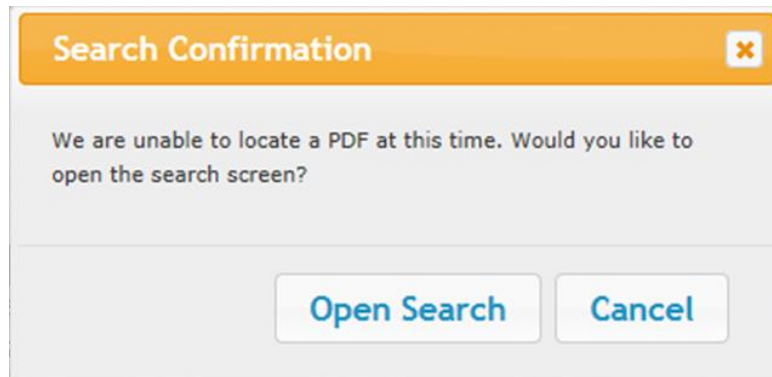 Search Confirmation
We are unable to locate a PDF at this time. Would you like to
open the search screen?
Open Search
Cancel